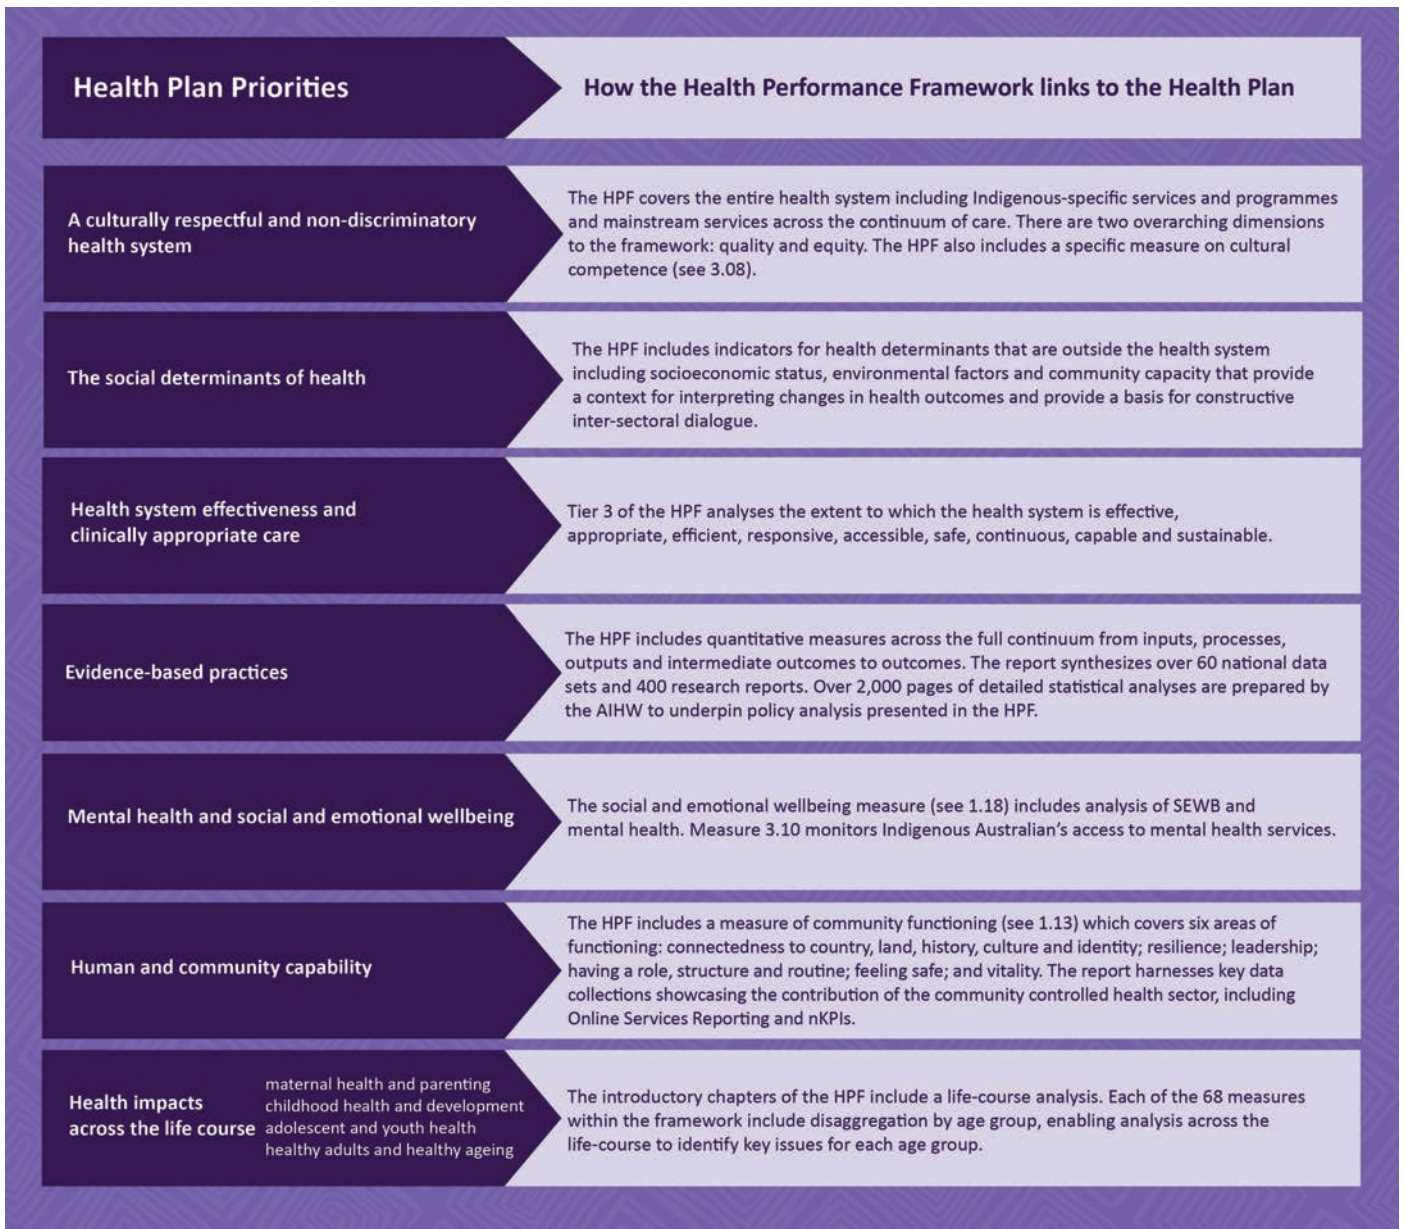 Health Plan Priorities
How the Health Performance Framework links to the Health Plan
A culturally respectful and non-discriminatory
health system
The HPF covers the entire health system including Indigenous-specific services and programmes
and mainstream services across the continuum of care. There are two overarching dimensions
to the framework: quality and equity. The HPF also includes a specific measure on cultural
competence (see 3.08).
The social determinants of health
The HPF includes indicators for health determinants that are outside the health system
including socioeconomic status, environmental factors and community capacity that provide
a context for interpreting changes in health outcomes and provide a basis for constructive
inter-sectoral dialogue.
Health system effectiveness and
clinically appropriate care
Tier 3 of the HPF analyses the extent to which the health system is effective,
appropriate, efficient, responsive, accessible, safe, continuous, capable and sustainable.
Evidence-based practices
The HPF includes quantitative measures across the full continuum from inputs, processes,
outputs and intermediate outcomes to outcomes. The report synthesizes over 60 national data
sets and 400 research reports. Over 2,000 pages of detailed statistical analyses are prepared by
the AIHW to underpin policy analysis presented in the HPF.
Mental health and social and emotional wellbeing
The social and emotional wellbeing measure (see 1.18) includes analysis of SEWB and
mental health. Measure 3.10 monitors Indigenous Australian's access to mental health services.
Human and community capability
The HPF includes a measure of community functioning (see 1.13) which covers six areas of
functioning: connectedness to country, land, history, culture and identity; resilience; leadership;
having a role, structure and routine; feeling safe; and vitality. The report harnesses key data
collections showcasing the contribution of the community controlled health sector, including
Online Services Reporting and nKPIs.
Health impacts
across the life course
maternal health and parenting
childhood health and development
adolescent and youth health
healthy adults and healthy ageing
The introductory chapters of the HPF include a life-course analysis. Each of the 68 measures
within the framework include disaggregation by age group, enabling analysis across the
life-course to identify key issues for each age group.